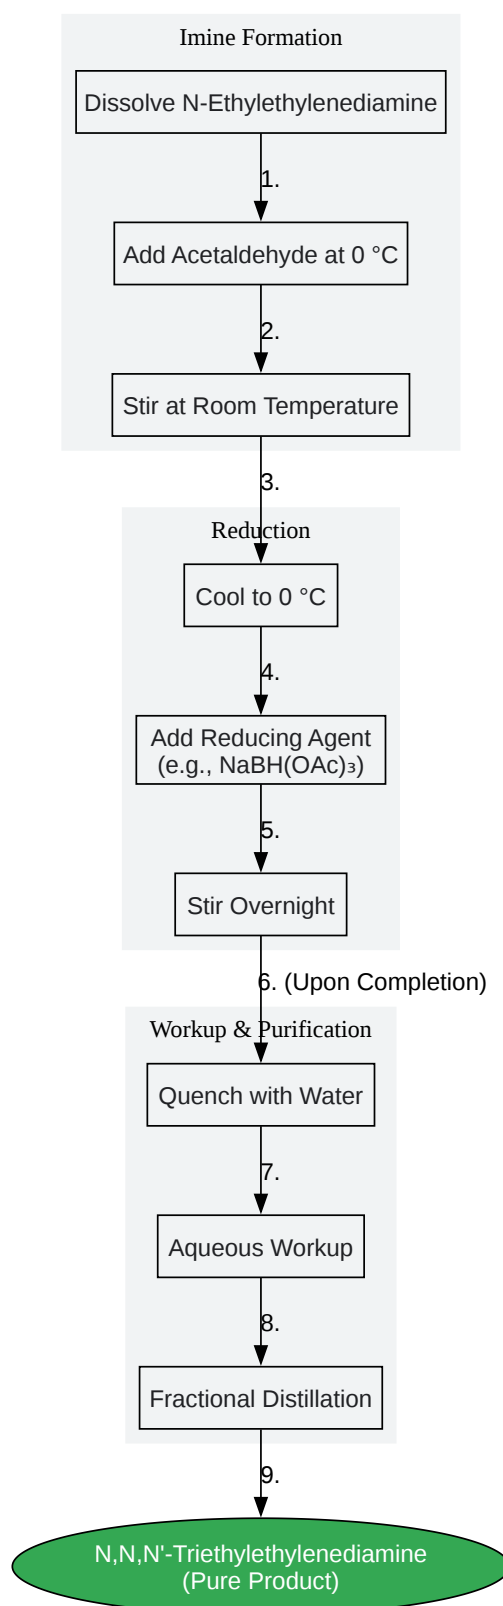 Imine Formation
Dissolve N-Ethylethylenediamine
1.
Add Acetaldehyde at 0 °C
2.
Stir at Room Temperature
3.
Reduction
Cool to 0 °C
4.
Add Reducing Agent
(e.g., NaBH(OAc)₃)
5.
Stir Overnight
6. (Upon Completion)
Workup & Purification
Quench with Water
7.
Aqueous Workup
8.
Fractional Distillation
9.
N,N,N'-Triethylethylenediamine
(Pure Product)